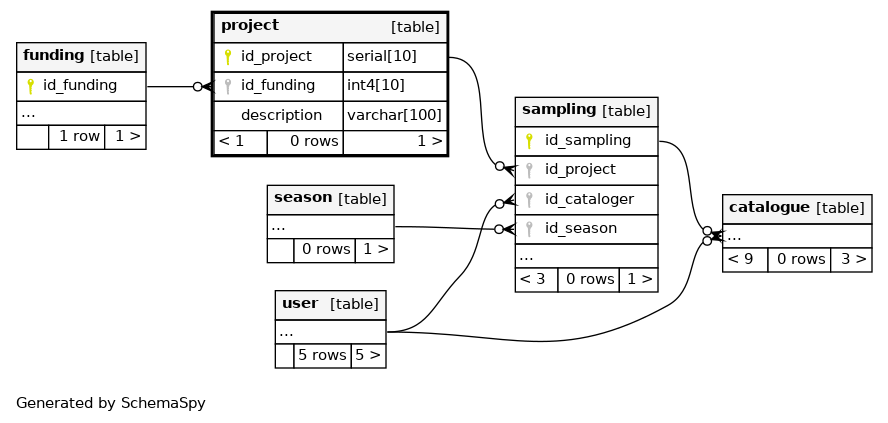 funding [table]
id_funding
...
1 row 1 >
project [table]
id_project serial[10]
id_funding int4[10]
description varchar[100]
< 1 0 rows 1 >
season [table]
...
0 rows 1 >
user [table]
...
5 rows 5 >
sampling [table]
id_sampling
id_project
id_cataloger
id_season
...
< 3 0 rows 1 >
catalogue [table]
...
< 9 0 rows 3 >
Generated by SchemaSpy